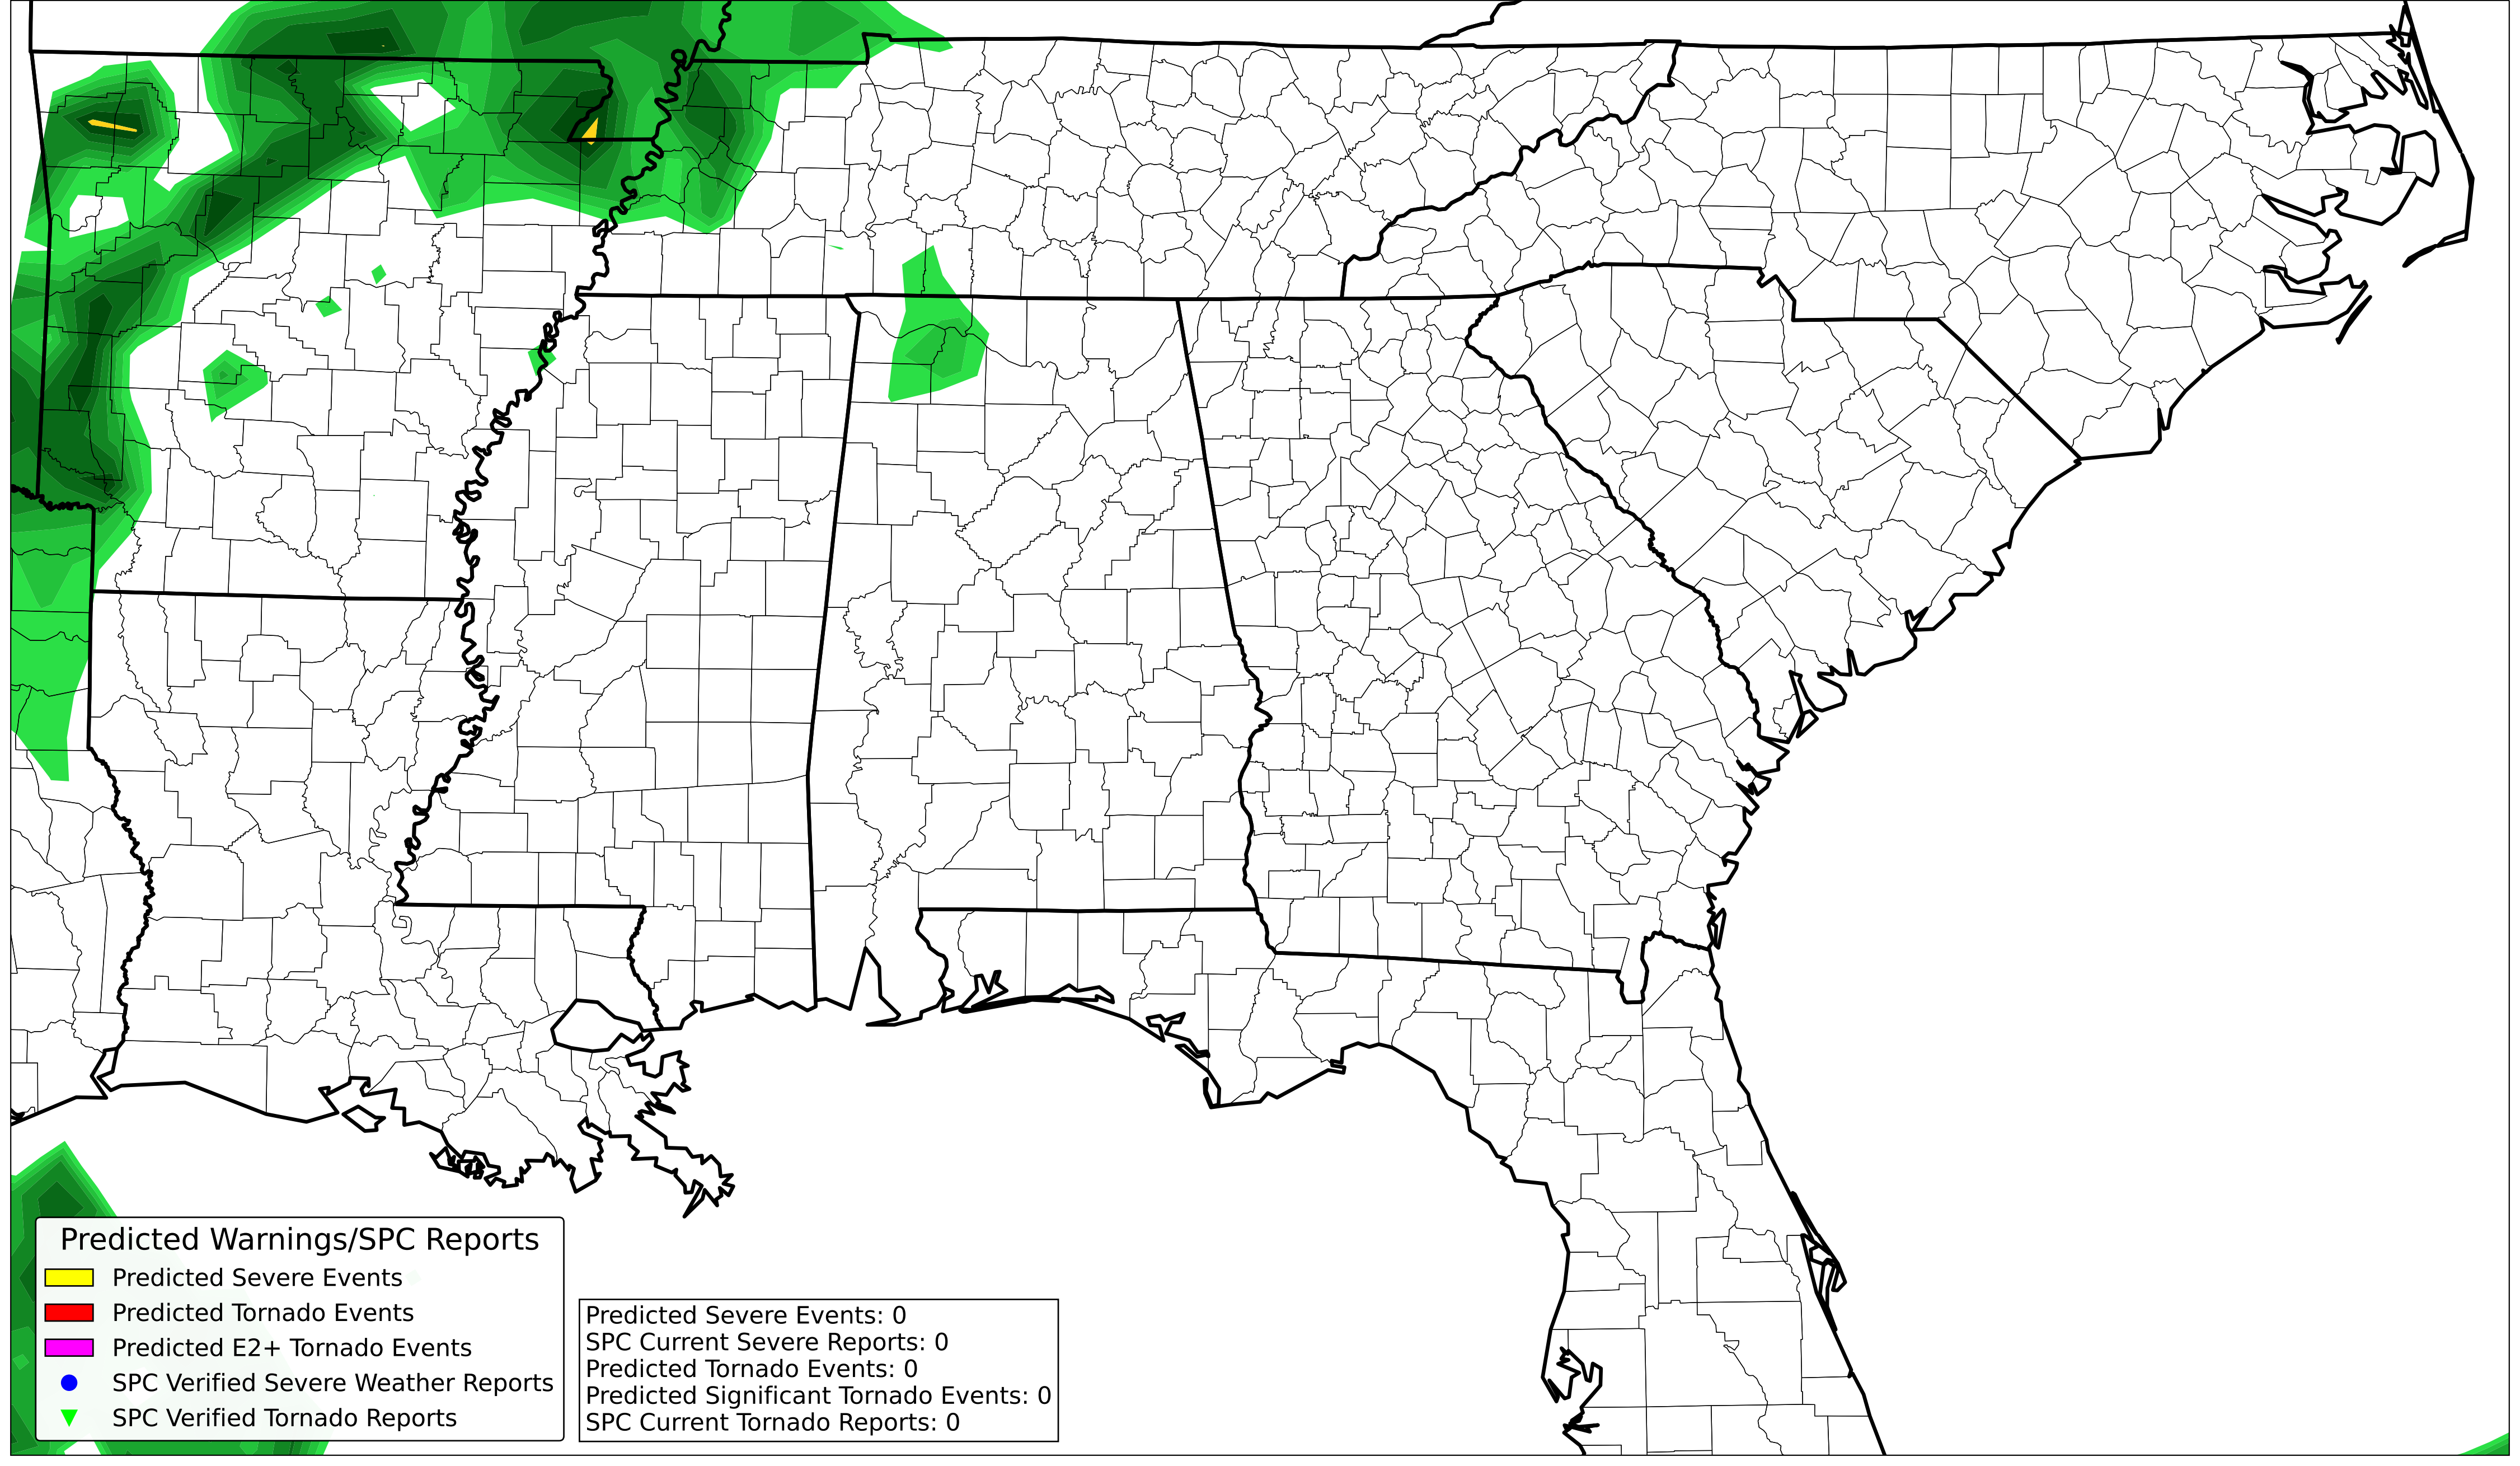 Predicted Warnings/SPC Reports
Predicted Severe Events
Predicted Tornado Events
Predicted E2+ Tornado Events
SPC Verified Severe Weather Reports
SPC Verified Tornado Reports
Predicted Severe Events: 0
SPC Current Severe Reports: 0
Predicted Tornado Events: 0
Predicted Significant Tornado Events: 0
SPC Current Tornado Reports: 0